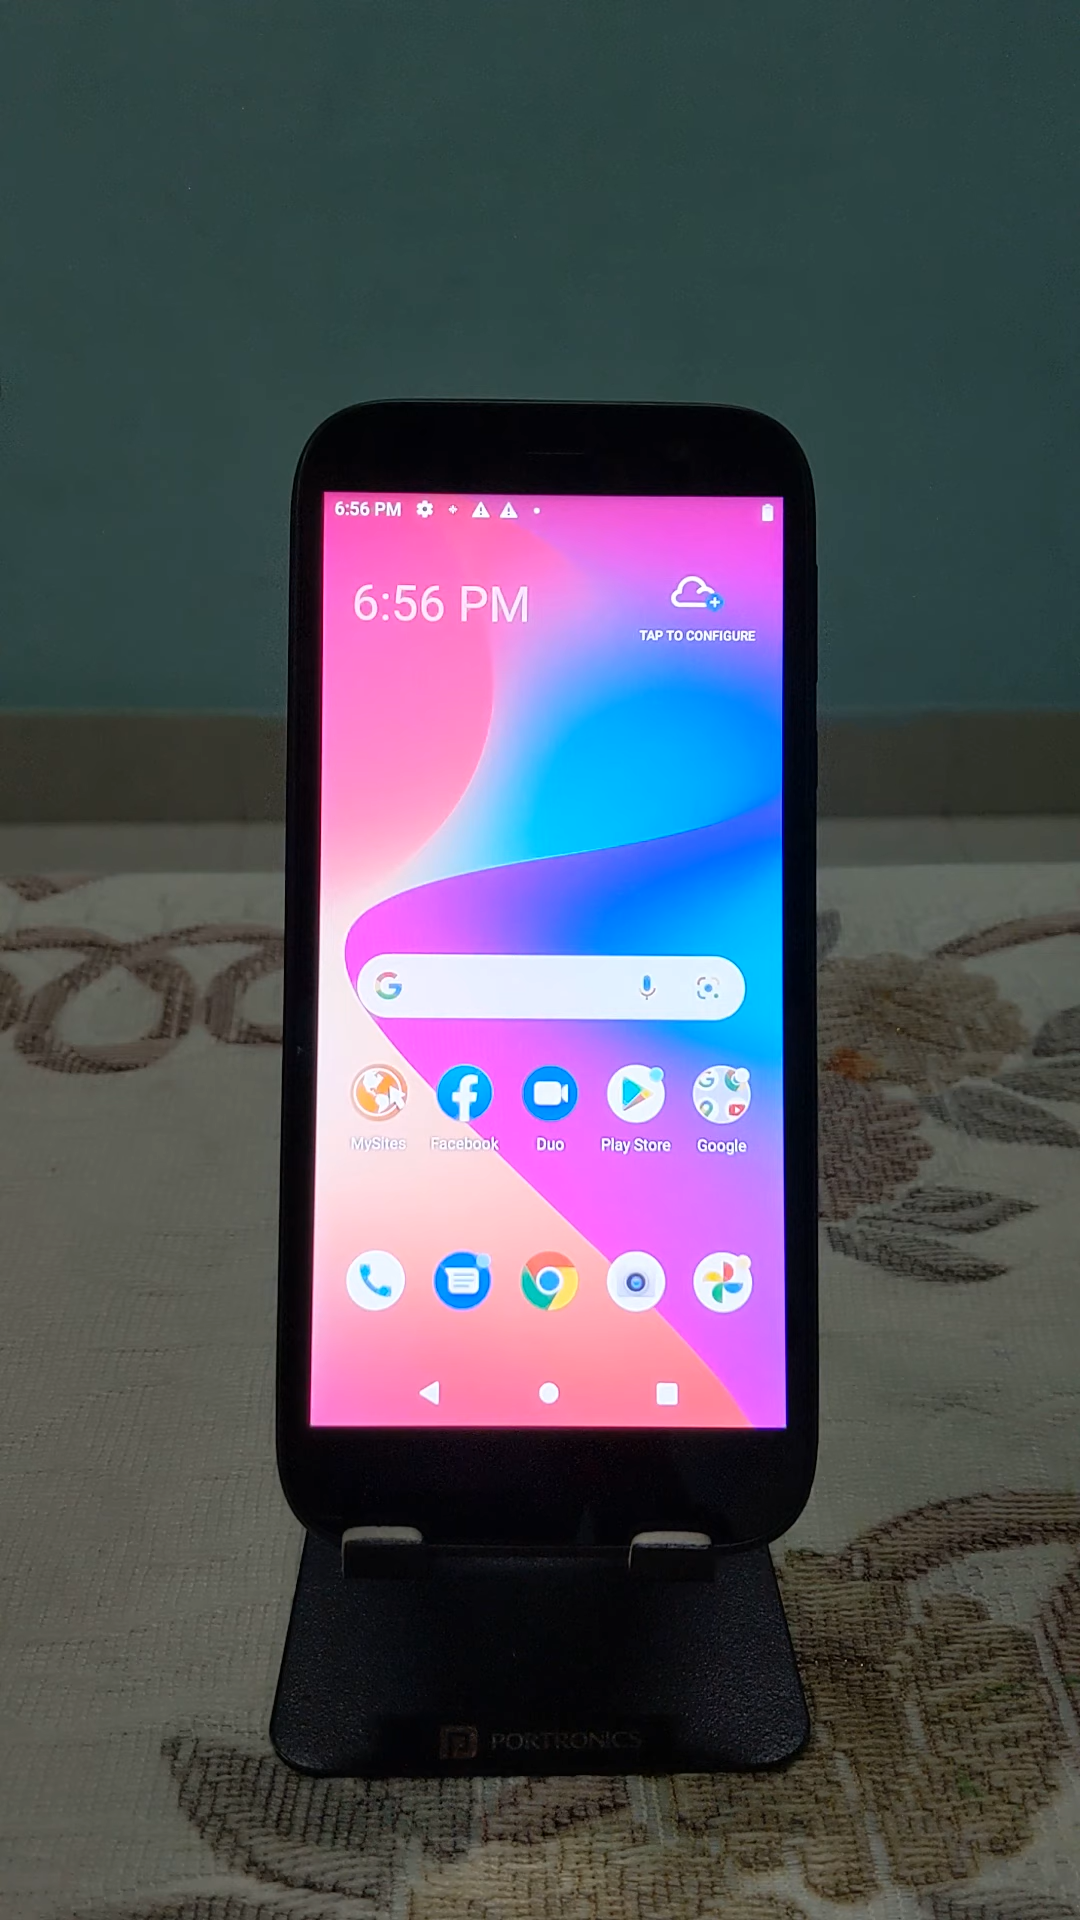 6:56 PM
6:56 PM
TAP TO CONFIGURE
MySites Facebook Duo Play Store Google
PORTRONICS